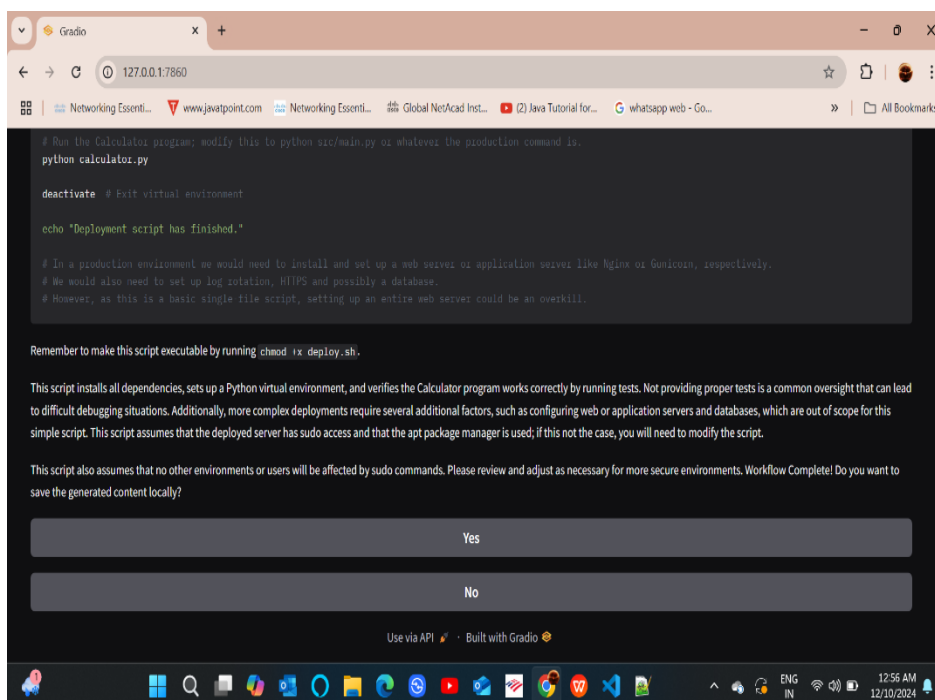 Gradio
127.0.0.1:7860
Networking Essenti... www.javatpoint.com Networking Essenti... Global NetAcad Inst... (2) Java Tutorial for... whatsapp web - Go... » All Bookmarks
# Run the Calculator program; modify this to python src/main.py or whatever the production command is.
python calculator.py
deactivate # Exit virtual environment
echo "Deployment script has finished."
# In a production environment we would need to install and set up a web server or application server like Nginx or Gunicorn, respectively.
# We would also need to set up log rotation, HTTPS and possibly a database.
# However, as this is a basic single file script, setting up an entire web server could be an overkill.
Remember to make this script executable by running chmod +x deploy.sh.
This script installs all dependencies, sets up a Python virtual environment, and verifies the Calculator program works correctly by running tests. Not providing proper tests is a common oversight that can lead
to difficult debugging situations. Additionally, more complex deployments require several additional factors, such as configuring web or application servers and databases, which are out of scope for this
simple script. This script assumes that the deployed server has sudo access and that the apt package manager is used; if this not the case, you will need to modify the script.
This script also assumes that no other environments or users will be affected by sudo commands. Please review and adjust as necessary for more secure environments. Workflow Complete! Do you want to
save the generated content locally?
Yes
No
Use via API · Built with Gradio
1
ENG 12:56 AM
IN 12/10/2024